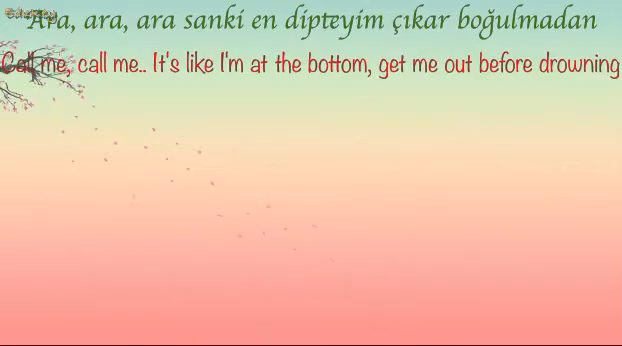 Ara, ara, ara sanki en dipteyim çıkar boğulmadan
Call me, call me.. It's like I'm at the bottom, get me out before drowning